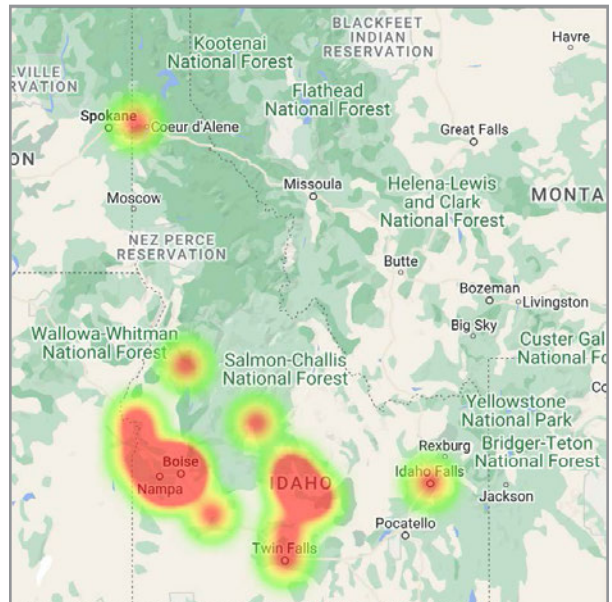 BLACKFEET
INDIAN
RESERVATION
Havre
Kootenai
National Forest
LVILLE
RVATION
Flathead
National Forest
Spokane
Coeur d'Alene
Great Falls
ON
Missoula
Moscow
Helena-Lewis
and Clark
National Forest
MONTA
NEZ PERCE
RESERVATION
Butte
Bozeman
Livingston
Big Sky
Wallowa-Whitman
National Forest
Salmon-Challis
National Forest
Custer Gal
National Fo
Co
Yellowstone
National Park
Rexburg
Bridger-Teton
National Forest
Boise
Nampa
IDAHO
Idaho Falls
Jackson
Pocatello
Twin Falls